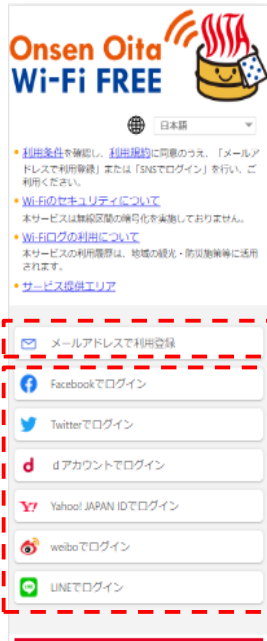 Onsen Oita
Wi-Fi FREE
OITA
日本語
利用条件を確認し、利用規約に同意のうえ、「メールア
ドレスで利用登録」または「SNSでログイン」を行い、ご
利用ください。
Wi-Fiのセキュリティについて
本サービスは無線区間の暗号化を実施しておりません。
Wi-Fiログの利用について
本サービスの利用履歴は、地域の観光・防災施策等に活用
されます。
サービス提供エリア
メールアドレスで利用登録
Facebookでログイン
Twitterでログイン
d
d アカウントでログイン
Y!
Yahoo! JAPAN IDでログイン
weiboでログイン
LINEでログイン